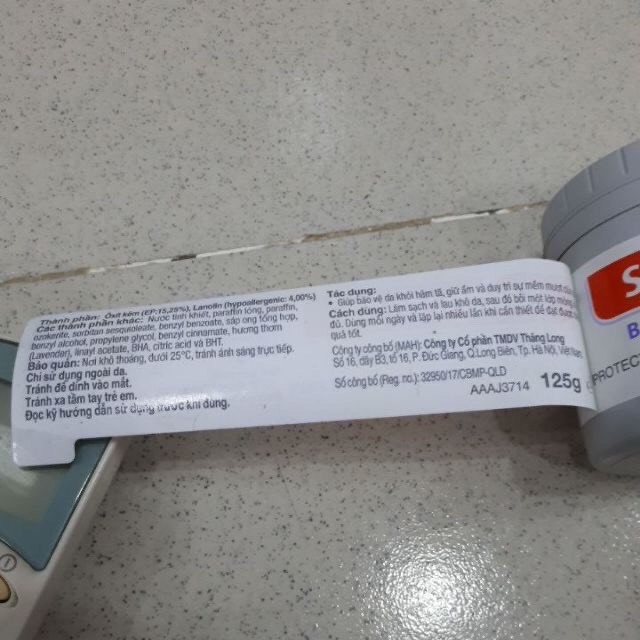 Thành phần: Oxit kẽm (EP:15,25%), Lanolin (hypoallergenic: 4,00%)
Các thành phần khác: nước tinh khiết, paraffin lỏng, paraffin,
ozokerite, sorbitan sesquioleate, benzyl benzoate, sáp ong tổng hợp,
benzyl alcohol, propylene glycol, benzyl cinnamate, hương thơm
(Lavender), linaryl acetate, BHA, citric acid và BHT.
Bảo quản: Nơi khô thoáng, dưới 25°C, tránh ánh sáng trực tiếp.
Chỉ sử dụng ngoài da.
Tránh để dính vào mắt.
Tránh xa tầm tay trẻ em.
Đọc kỹ hướng dẫn sử dụng trước khi dùng.
Tác dụng:
• Giúp bảo vệ da khỏi hăm tã, giữ ẩm và duy trì sự mềm
Cách dùng: Làm sạch và lau khô da, sau đó bôi một lớp
đủ. Dùng mỗi ngày và lặp lại nhiều lần khi cần thiết để đạt được
quả tốt.
Công ty công bố (MAH): Công ty Cổ phần TMDV Thăng Long
Số 16, dãy B3, tổ 18, P. Đức Giang, Q.Long Biên, Tp. Hà Nội, Việt Nam
Số công bố (Reg. no.): 32950/17/CBMP-QLD
AAAJ3714 125g
S
B
PROTECT